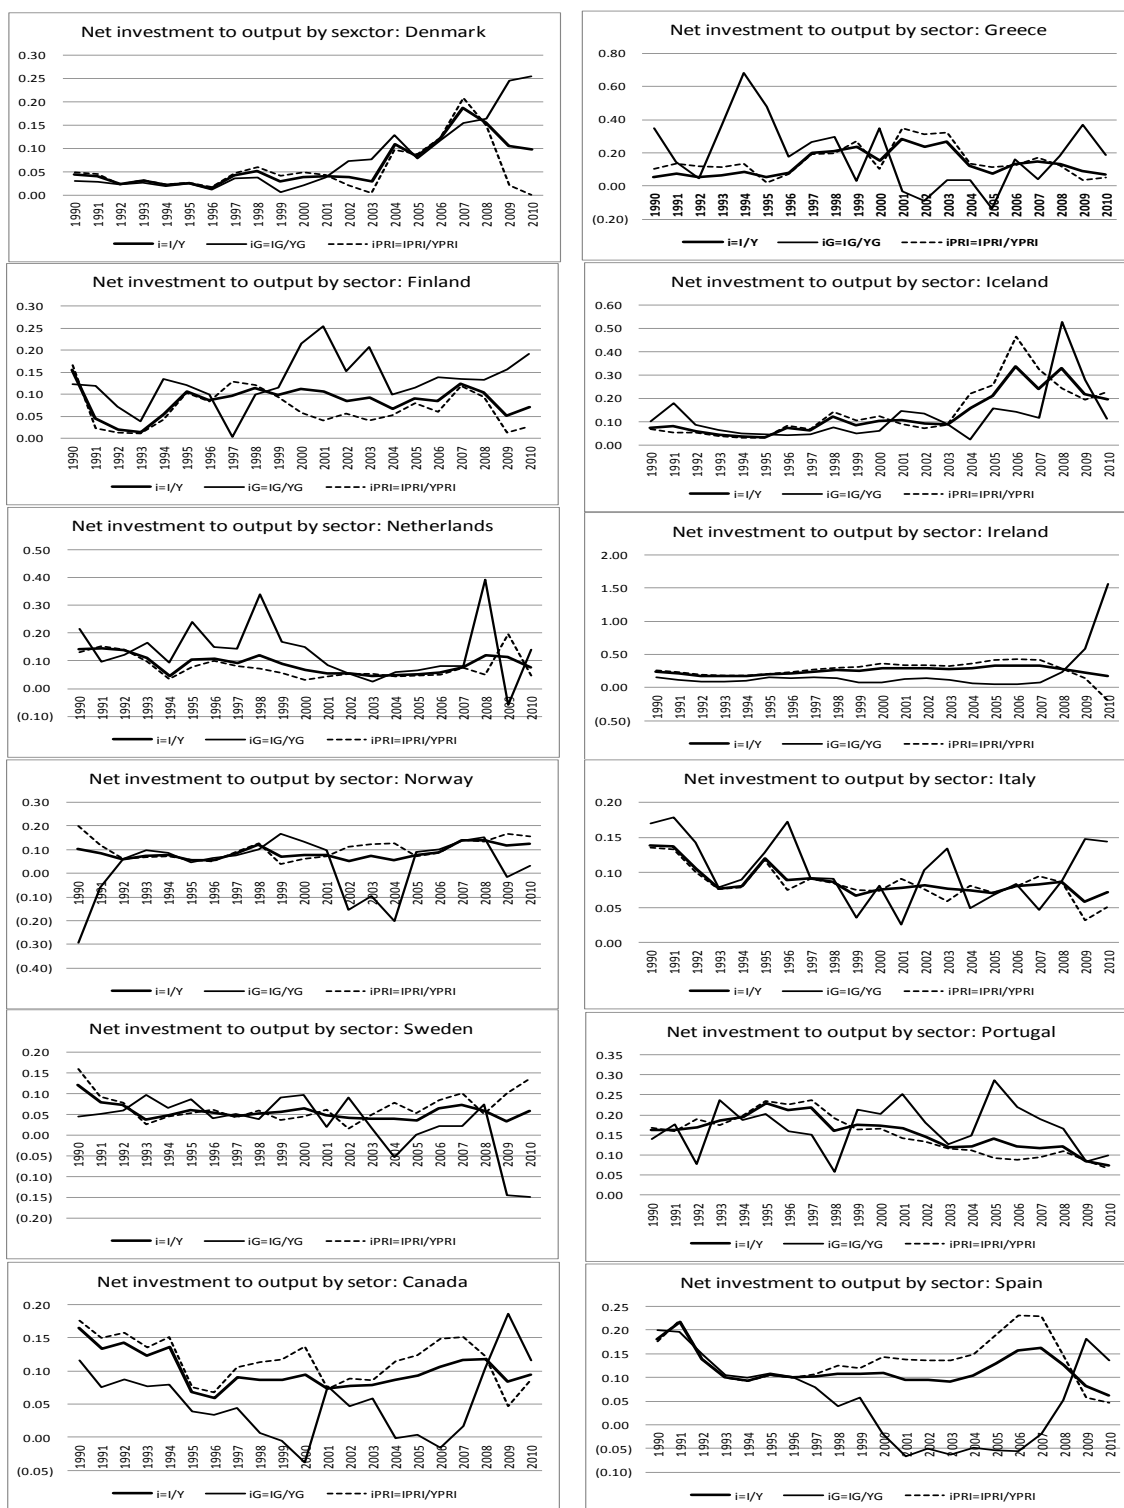 Net investment to output by sexctor: Denmark
0.30
0.25
0.20
0.15
0.10
0.05
0.00
1990 1991 1992 1993 1994 1995 1996 1997 1998 1999 2000 2001 2002 2003 2004 2005 2006 2007 2008 2009 2010
i=I/Y iG=IG/YG iPRI=IPRI/YPRI
Net investment to output by sector: Greece
0.80
0.60
0.40
0.20
0.00
(0.20)
1990 1991 1992 1993 1994 1995 1996 1997 1998 1999 2000 2001 2002 2003 2004 2005 2006 2007 2008 2009 2010
i=I/Y iG=IG/YG iPRI=IPRI/YPRI
Net investment to output by sector: Finland
0.30
0.25
0.20
0.15
0.10
0.05
0.00
1990 1991 1992 1993 1994 1995 1996 1997 1998 1999 2000 2001 2002 2003 2004 2005 2006 2007 2008 2009 2010
i=I/Y iG=IG/YG iPRI=IPRI/YPRI
Net investment to output by sector: Iceland
0.60
0.50
0.40
0.30
0.20
0.10
0.00
1990 1991 1992 1993 1994 1995 1996 1997 1998 1999 2000 2001 2002 2003 2004 2005 2006 2007 2008 2009 2010
i=I/Y iG=IG/YG iPRI=IPRI/YPRI
Net investment to output by sector: Netherlands
0.50
0.40
0.30
0.20
0.10
0.00
(0.10)
1990 1991 1992 1993 1994 1995 1996 1997 1998 1999 2000 2001 2002 2003 2004 2005 2006 2007 2008 2009 2010
i=I/Y iG=IG/YG iPRI=IPRI/YPRI
Net investment to output by sector: Ireland
2.00
1.50
1.00
0.50
0.00
(0.50)
1990 1991 1992 1993 1994 1995 1996 1997 1998 1999 2000 2001 2002 2003 2004 2005 2006 2007 2008 2009 2010
i=I/Y iG=IG/YG iPRI=IPRI/YPRI
Net investment to output by sector: Norway
0.30
0.20
0.10
0.00
(0.10)
(0.20)
(0.30)
(0.40)
1990 1991 1992 1993 1994 1995 1996 1997 1998 1999 2000 2001 2002 2003 2004 2005 2006 2007 2008 2009 2010
i=I/Y iG=IG/YG iPRI=IPRI/YPRI
Net investment to output by sector: Italy
0.20
0.15
0.10
0.05
0.00
1990 1991 1992 1993 1994 1995 1996 1997 1998 1999 2000 2001 2002 2003 2004 2005 2006 2007 2008 2009 2010
i=I/Y iG=IG/YG iPRI=IPRI/YPRI
Net investment to output by sector: Sweden
0.20
0.15
0.10
0.05
0.00
(0.05)
(0.10)
(0.15)
(0.20)
1990 1991 1992 1993 1994 1995 1996 1997 1998 1999 2000 2001 2002 2003 2004 2005 2006 2007 2008 2009 2010
i=I/Y iG=IG/YG iPRI=IPRI/YPRI
Net investment to output by sector: Portugal
0.35
0.30
0.25
0.20
0.15
0.10
0.05
0.00
1990 1991 1992 1993 1994 1995 1996 1997 1998 1999 2000 2001 2002 2003 2004 2005 2006 2007 2008 2009 2010
i=I/Y iG=IG/YG iPRI=IPRI/YPRI
Net investment to output by setor: Canada
0.20
0.15
0.10
0.05
0.00
(0.05)
1990 1991 1992 1993 1994 1995 1996 1997 1998 1999 2000 2001 2002 2003 2004 2005 2006 2007 2008 2009 2010
i=I/Y iG=IG/YG iPRI=IPRI/YPRI
Net investment to output by sector: Spain
0.25
0.20
0.15
0.10
0.05
0.00
(0.05)
(0.10)
1990 1991 1992 1993 1994 1995 1996 1997 1998 1999 2000 2001 2002 2003 2004 2005 2006 2007 2008 2009 2010
i=I/Y iG=IG/YG iPRI=IPRI/YPRI